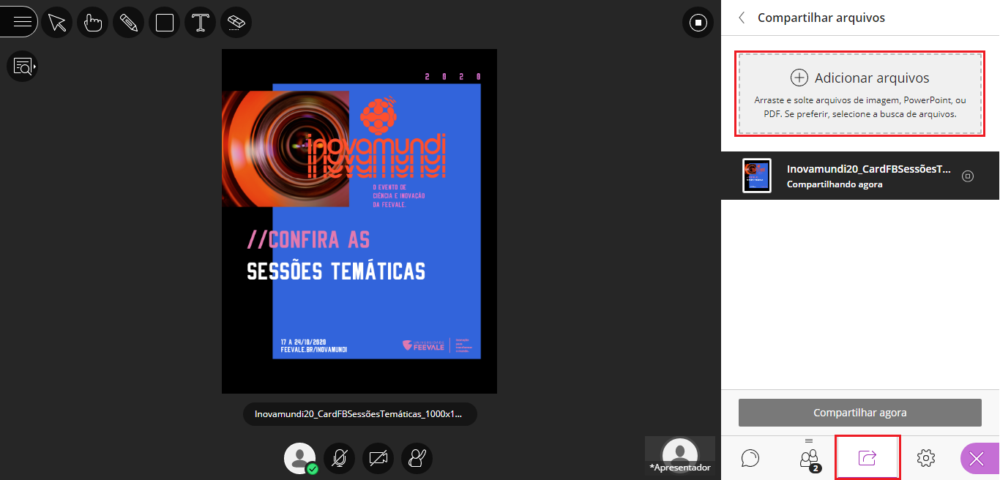 Compartilhar arquivos
Adicionar arquivos
Arraste e solte arquivos de imagem, PowerPoint, ou
PDF. Se preferir, selecione a busca de arquivos.
Inovamundi20_CardFBSessõesT...
Compartilhando agora
2 0 2 0
inovamundi
O EVENTO DE
CIÊNCIA E INOVAÇÃO
DA FEEVALE.
//CONFIRA AS
SESSÕES TEMÁTICAS
17 A 24/10/2020
FEEVALE.BR/INOVAMUNDI
UNIVERSIDADE
FEEVALE
Inovamundi20_CardFBSessõesTemáticas_1000x1...
*Apresentador
Compartilhar agora
2